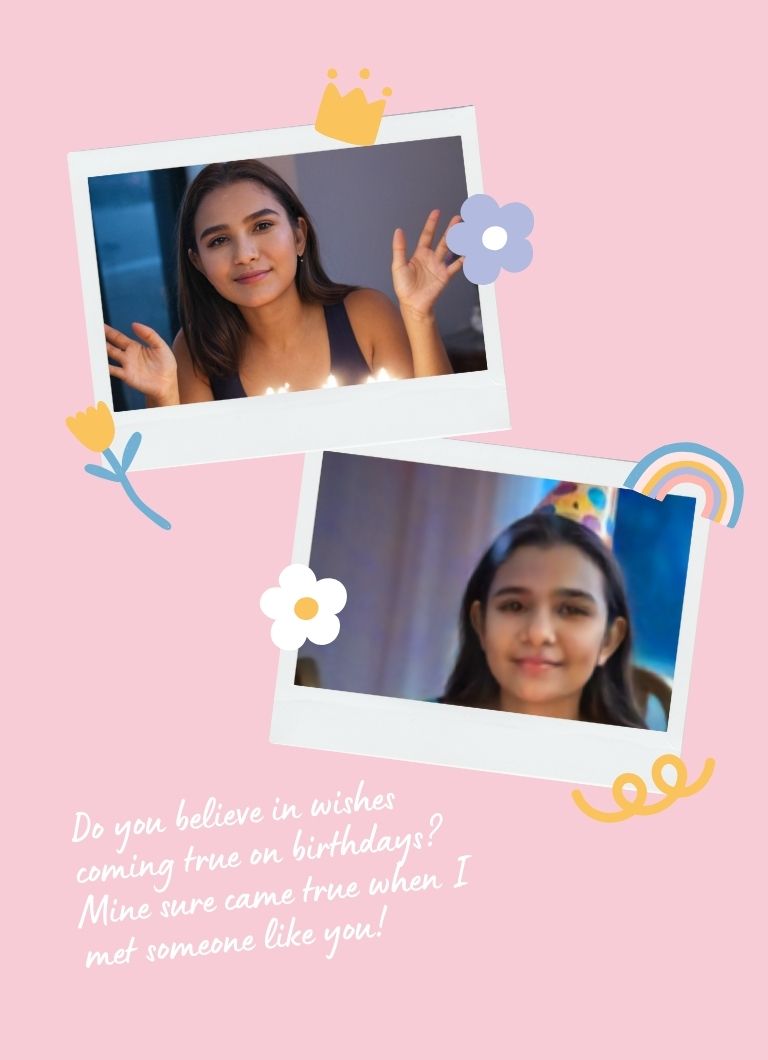 Do you believe in wishes
coming true on birthdays?
Mine sure came true when I
met someone like you!